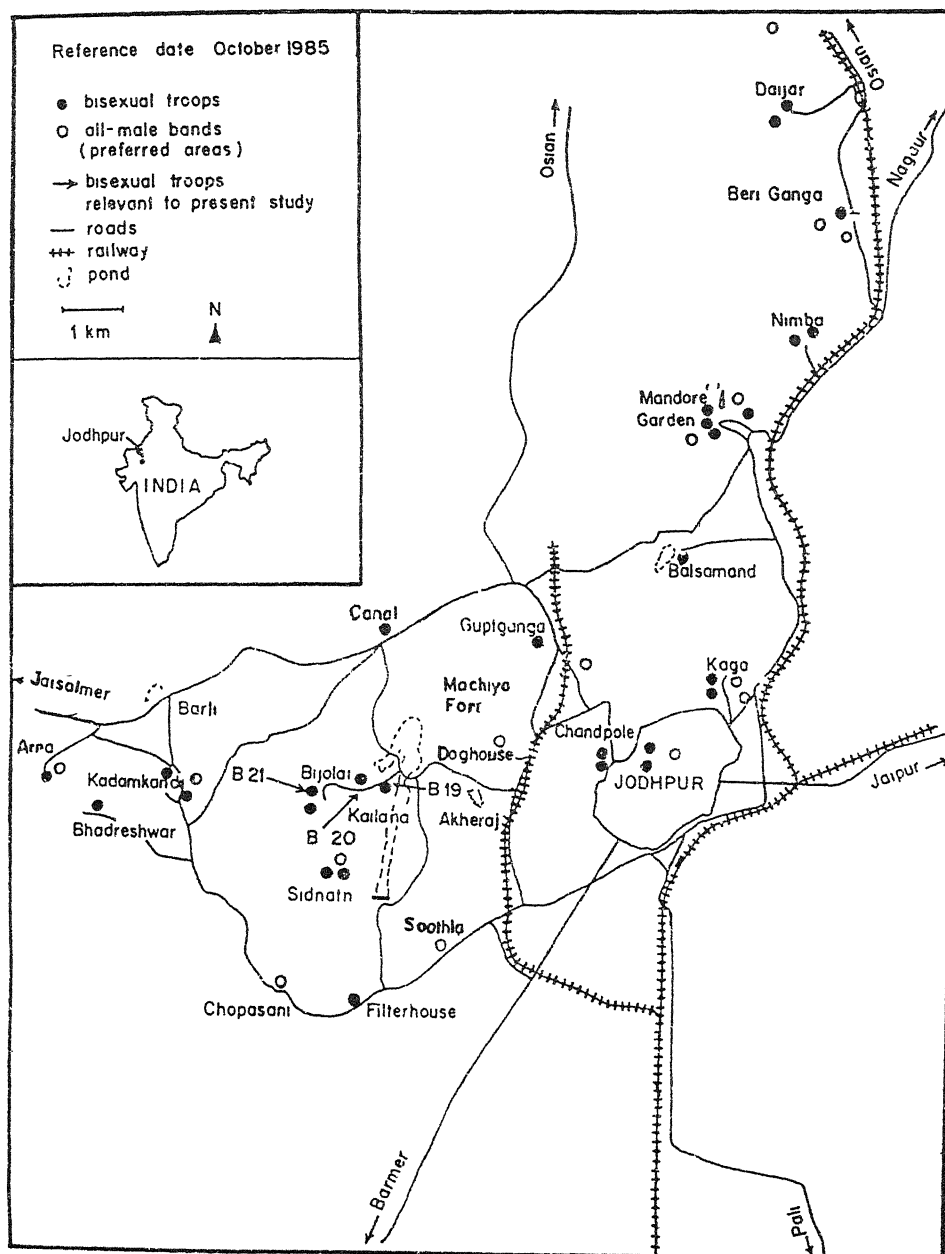 Reference date October 1985
bisexual troops
all-male bands
(preferred areas)
bisexual troops
relevant to present study
roads
railway
pond
1 km
N
Jodhpur
INDIA
Osian
Osian
Daijar
Nagaur
Beri Ganga
Nimba
Mandore
Garden
Balsamand
Canal
Guptganga
Kaga
Jaisalmer
Barli
Machiya
Fort
Chandpole
Arna
Kadamkandi
Doghouse
B 21
Bijolai
B 19
JODHPUR
Jaipur
Bhadreshwar
Kailana
Akheraj
B 20
Sidnath
Soothla
Chopasani
Filterhouse
Barmer
Pali